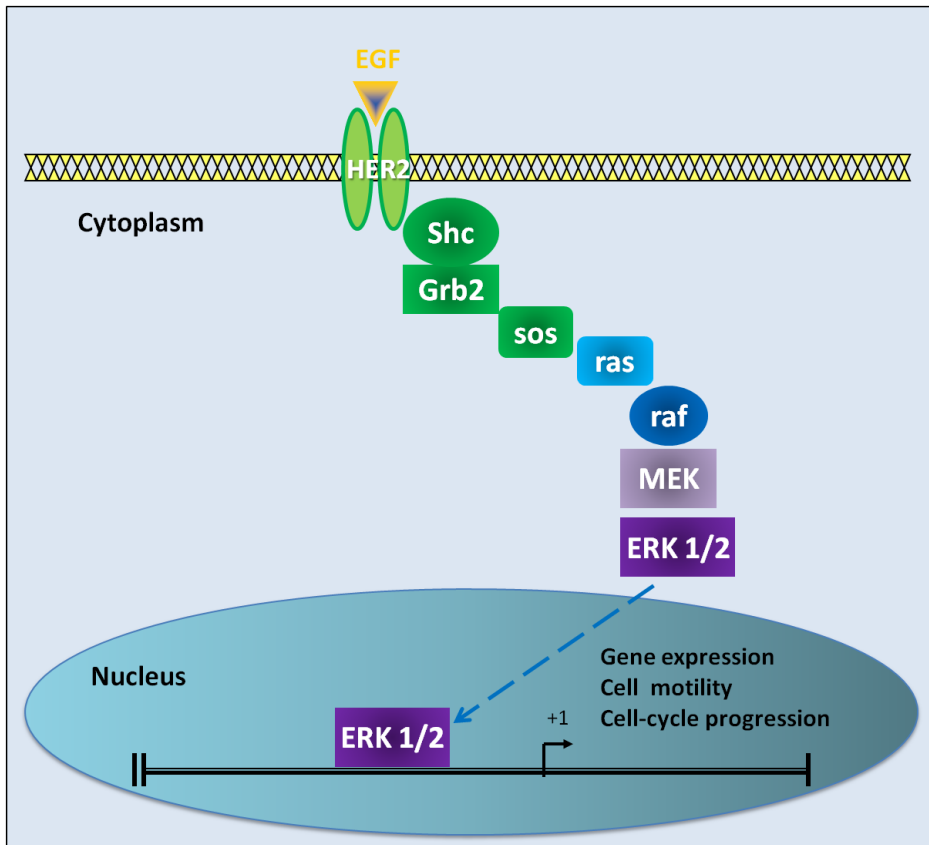 EGF
HER2
Cytoplasm
Shc
Grb2
sos
ras
raf
MEK
ERK 1/2
Nucleus
Gene expression
Cell motility
Cell-cycle progression
+1
ERK 1/2